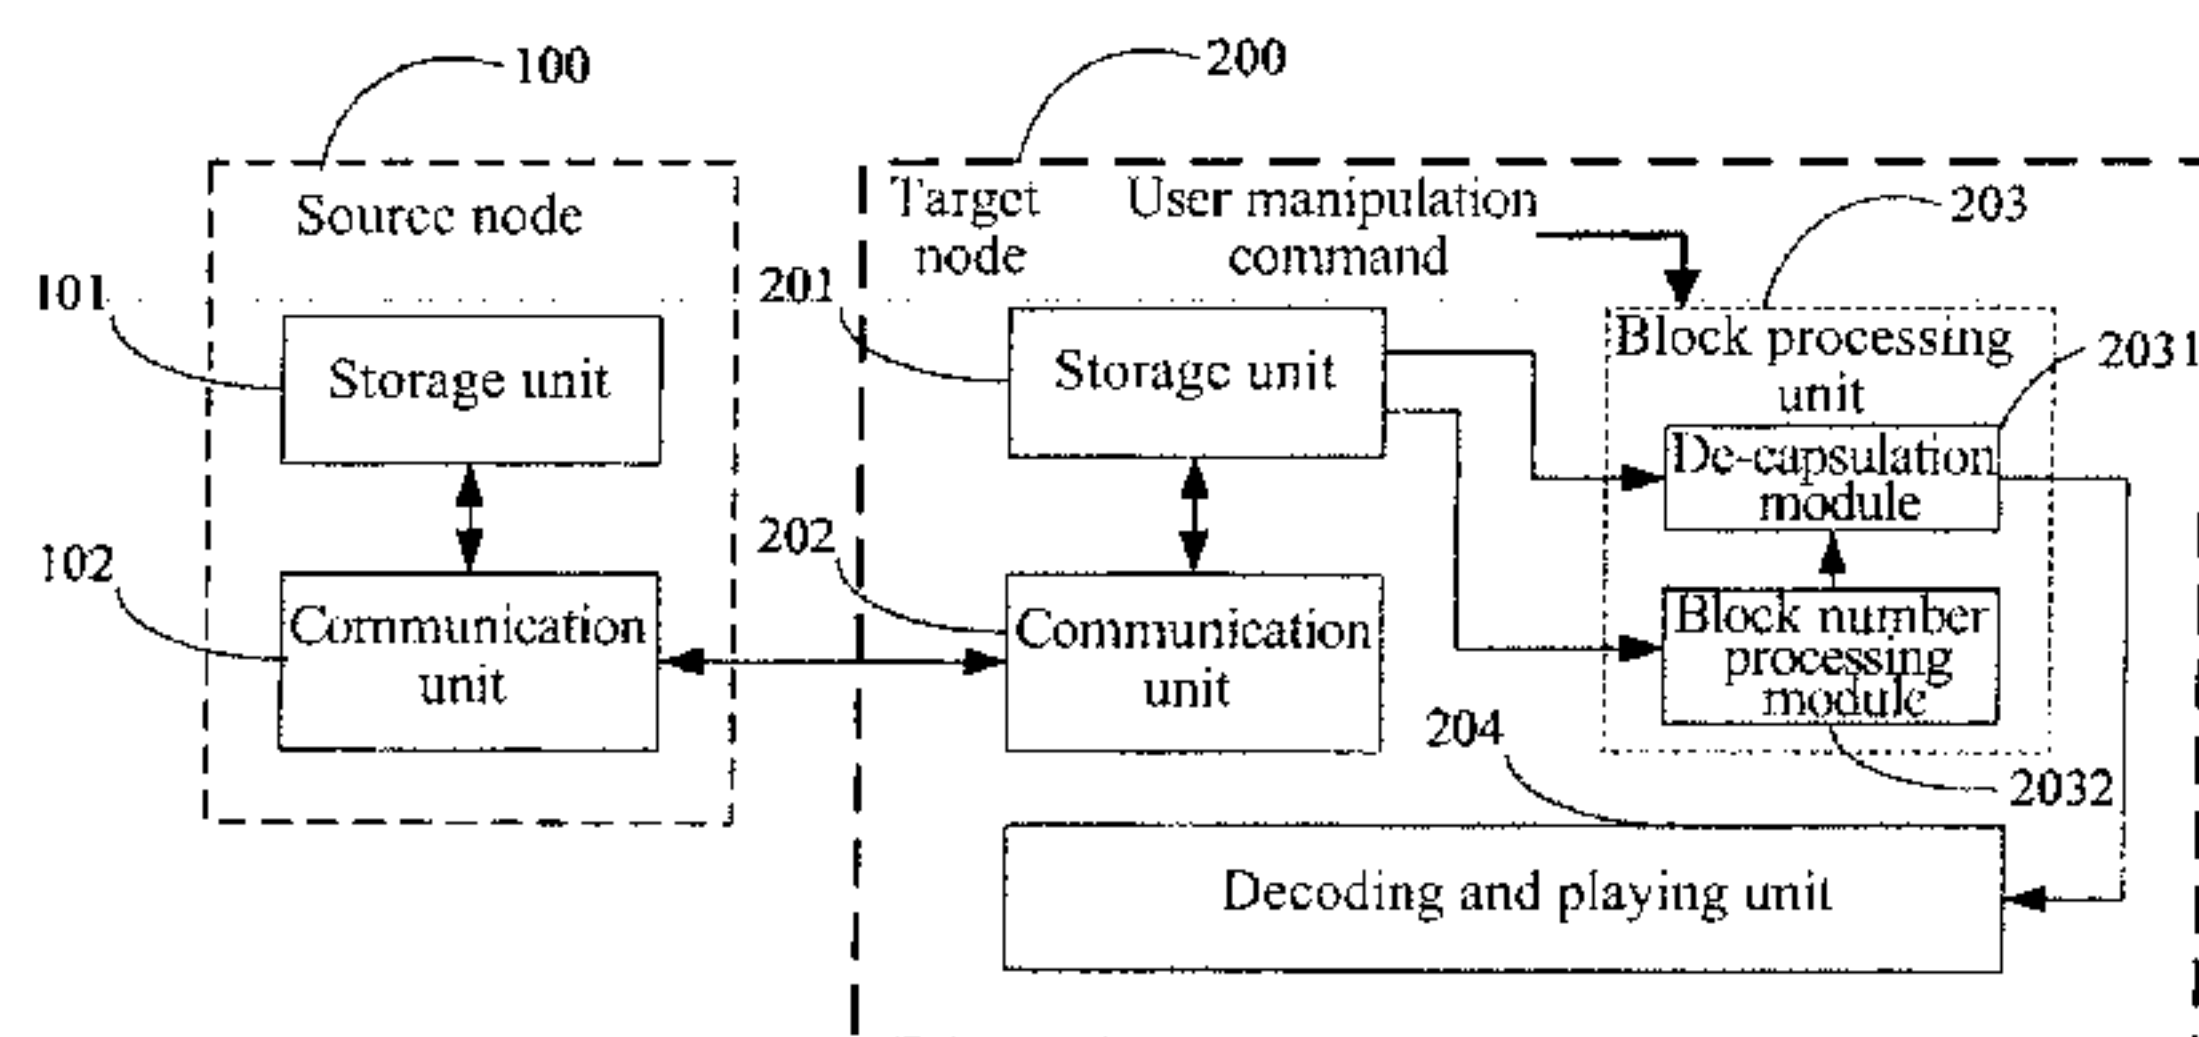 100
200
Source node
Target
node
User manipulation
command
203
101
201
Storage unit
Storage unit
Block processing
unit
2031
De-capsulation
module
102
202
Communication
unit
Communication
unit
Block number
processing
module
204
2032
Decoding and playing unit